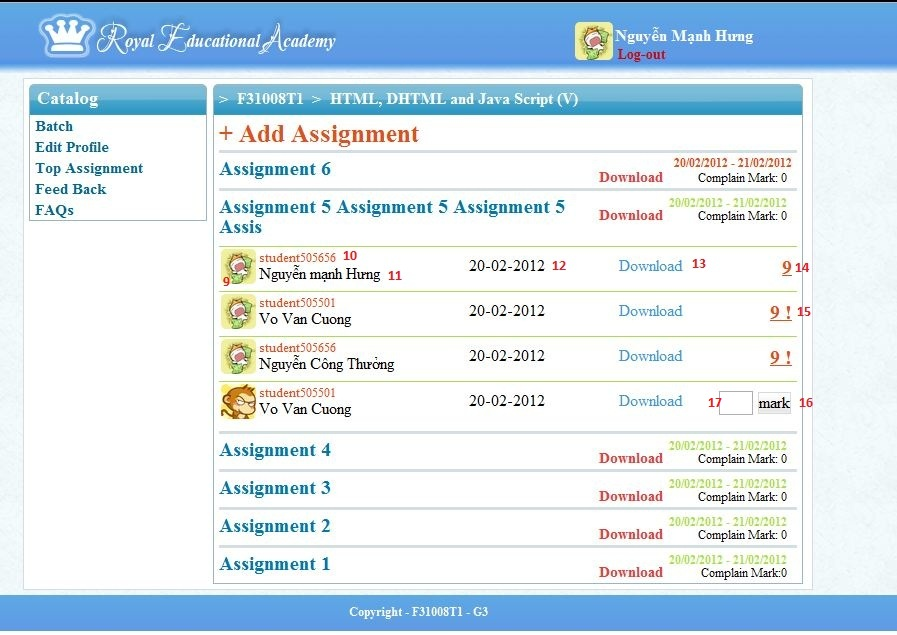 Royal Educational Academy
Nguyễn Mạnh Hưng
Log-out
Catalog
Batch
Edit Profile
Top Assignment
Feed Back
FAQs
> F31008T1 > HTML, DHTML and Java Script (V)
+ Add Assignment
Assignment 6
20/02/2012 - 21/02/2012
Download Complain Mark: 0
Assignment 5 Assignment 5 Assignment 5
Assis
20/02/2012 - 21/02/2012
Download Complain Mark: 0
9 student505656 10
Nguyễn mạnh Hưng 11
20-02-2012 12
Download 13
9 14
student505501
Vo Van Cuong
20-02-2012
Download
9 ! 15
student505656
Nguyễn Công Thưởng
20-02-2012
Download
9 !
student505501
Vo Van Cuong
20-02-2012
Download
17 mark 16
Assignment 4
20/02/2012 - 21/02/2012
Download Complain Mark: 0
Assignment 3
20/02/2012 - 21/02/2012
Download Complain Mark: 0
Assignment 2
20/02/2012 - 21/02/2012
Download Complain Mark: 0
Assignment 1
20/02/2012 - 21/02/2012
Download Complain Mark:0
Copyright - F31008T1 - G3